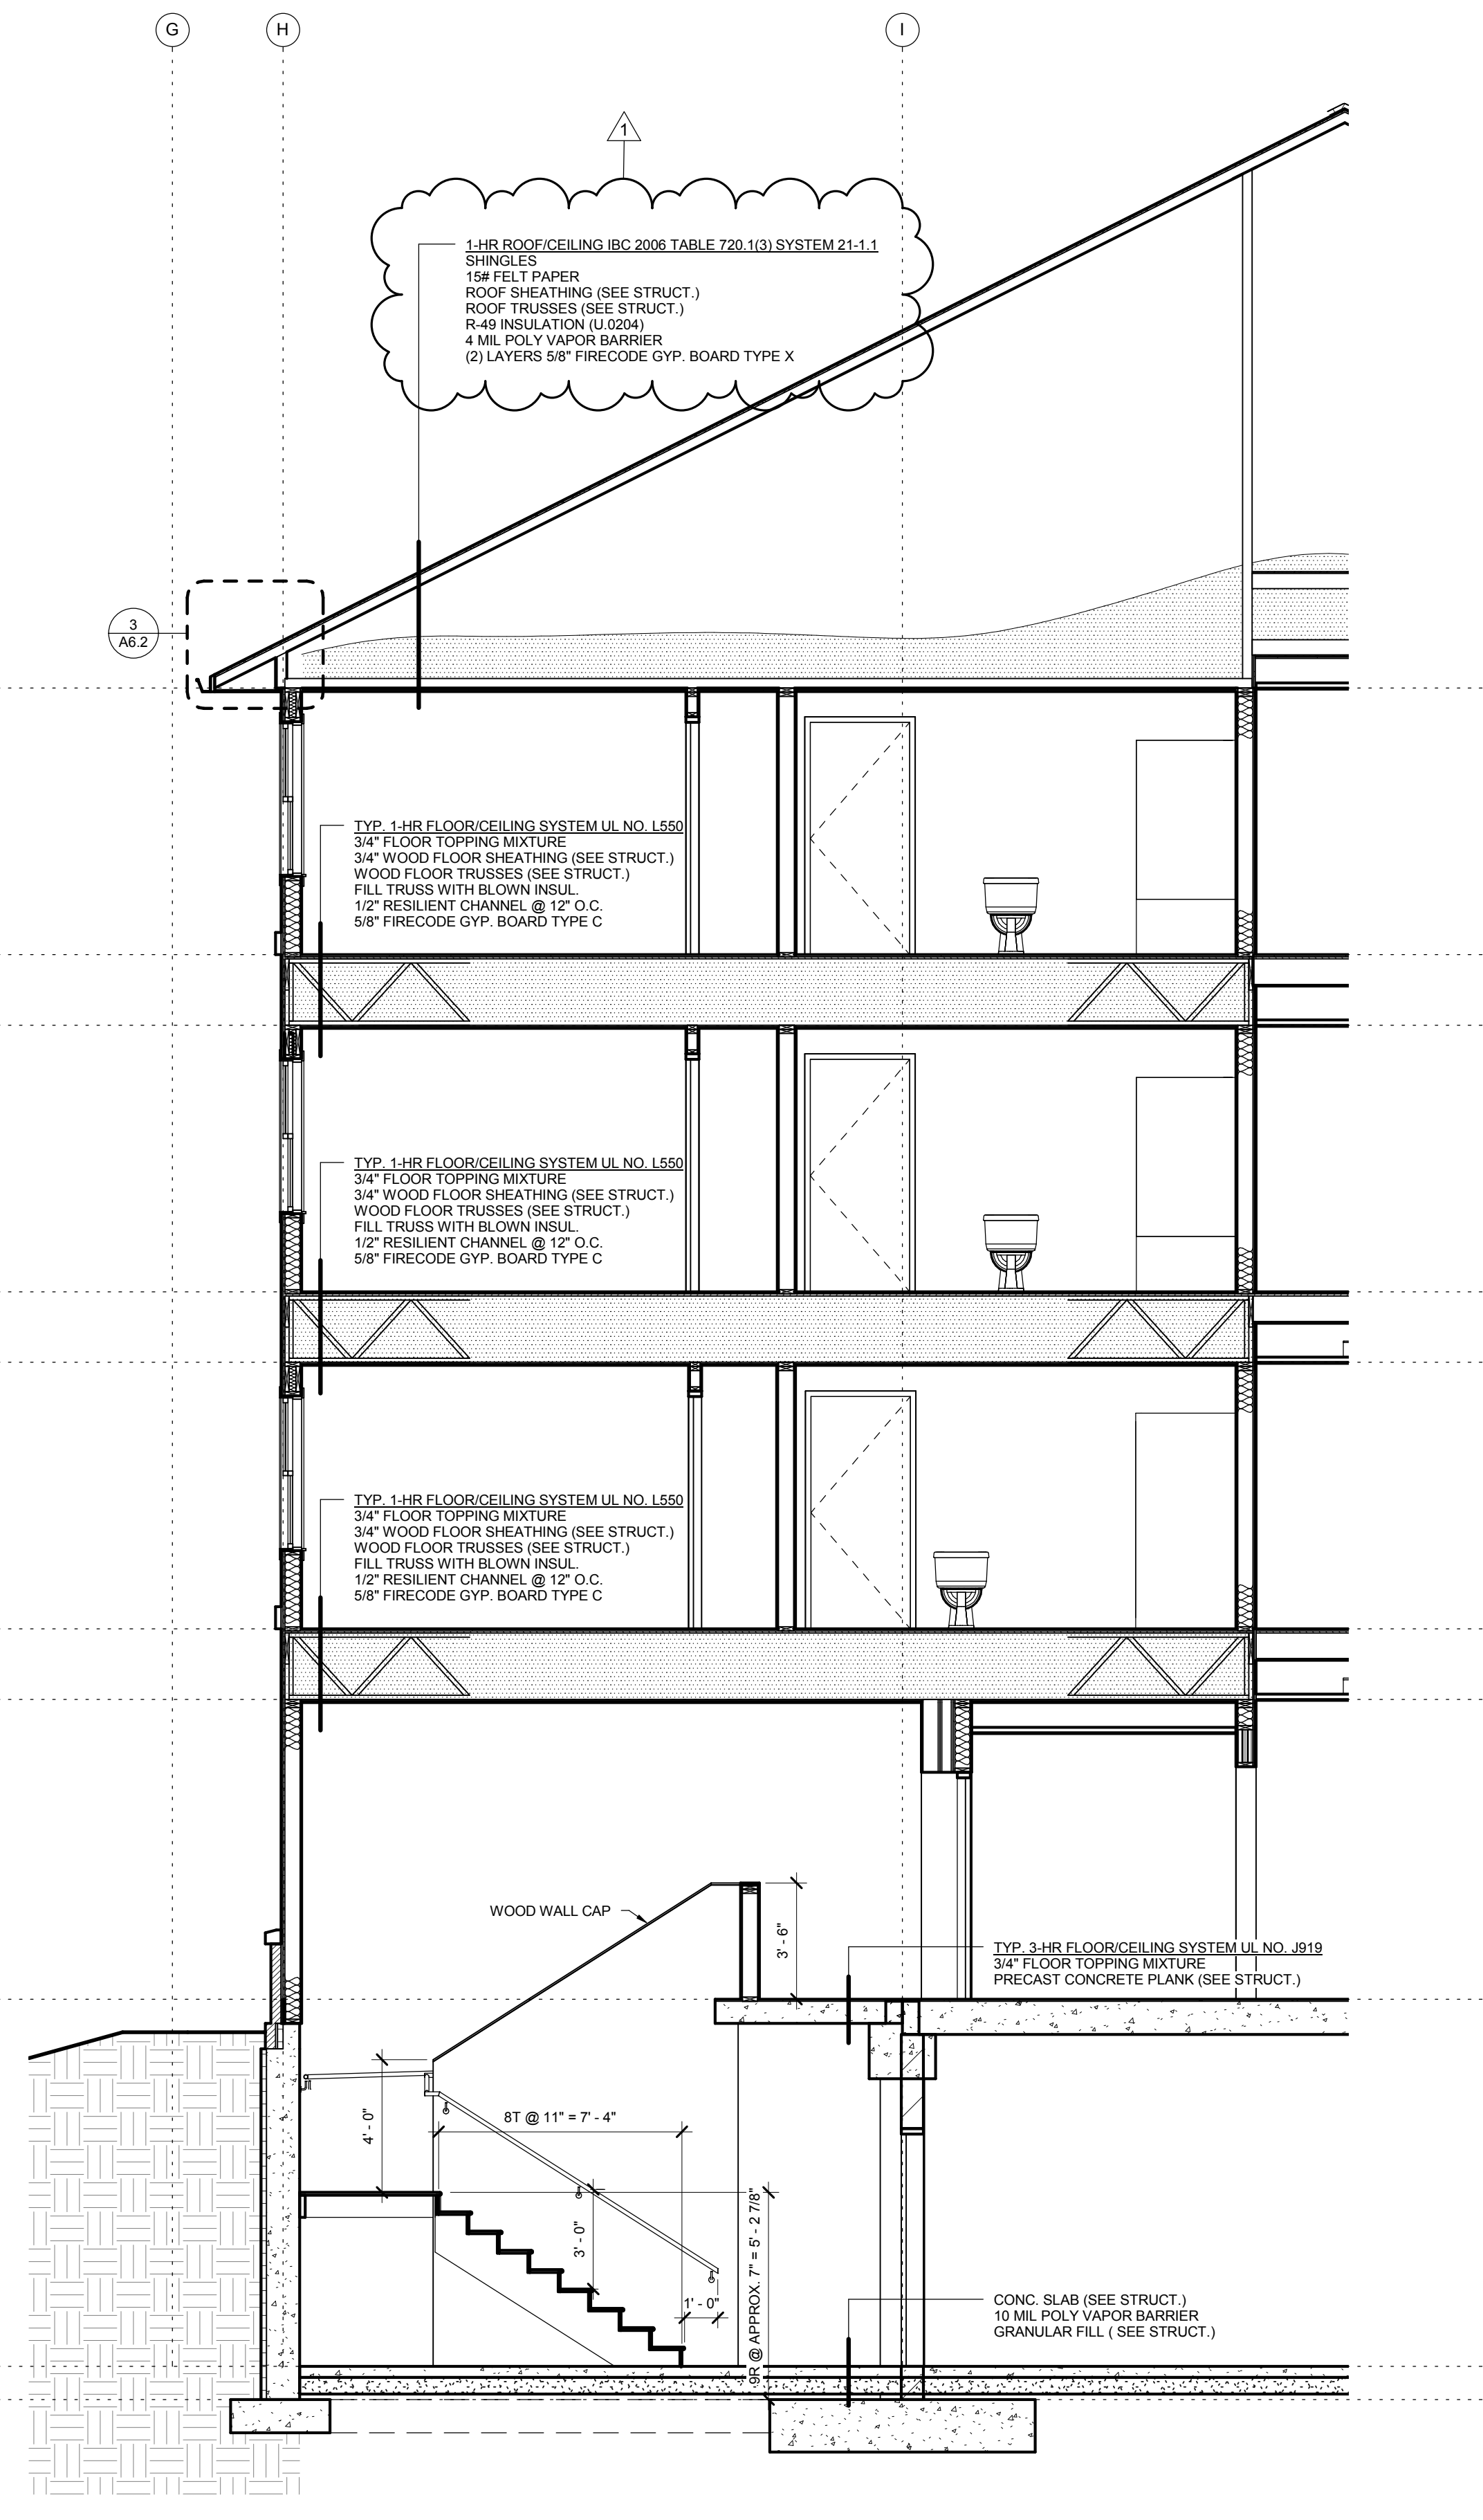 G
H
I
1
1-HR ROOF/CEILING IBC 2006 TABLE 720.1(3) SYSTEM 21-1.1
SHINGLES
15# FELT PAPER
ROOF SHEATHING (SEE STRUCT.)
ROOF TRUSSES (SEE STRUCT.)
R-49 INSULATION (U.0204)
4 MIL POLY VAPOR BARRIER
(2) LAYERS 5/8" FIRECODE GYP. BOARD TYPE X
3
A6.2
TYP. 1-HR FLOOR/CEILING SYSTEM UL NO. L550
3/4" FLOOR TOPPING MIXTURE
3/4" WOOD FLOOR SHEATHING (SEE STRUCT.)
WOOD FLOOR TRUSSES (SEE STRUCT.)
FILL TRUSS WITH BLOWN INSUL.
1/2" RESILIENT CHANNEL @ 12" O.C.
5/8" FIRECODE GYP. BOARD TYPE C
TYP. 1-HR FLOOR/CEILING SYSTEM UL NO. L550
3/4" FLOOR TOPPING MIXTURE
3/4" WOOD FLOOR SHEATHING (SEE STRUCT.)
WOOD FLOOR TRUSSES (SEE STRUCT.)
FILL TRUSS WITH BLOWN INSUL.
1/2" RESILIENT CHANNEL @ 12" O.C.
5/8" FIRECODE GYP. BOARD TYPE C
TYP. 1-HR FLOOR/CEILING SYSTEM UL NO. L550
3/4" FLOOR TOPPING MIXTURE
3/4" WOOD FLOOR SHEATHING (SEE STRUCT.)
WOOD FLOOR TRUSSES (SEE STRUCT.)
FILL TRUSS WITH BLOWN INSUL.
1/2" RESILIENT CHANNEL @ 12" O.C.
5/8" FIRECODE GYP. BOARD TYPE C
WOOD WALL CAP
3' - 6"
TYP. 3-HR FLOOR/CEILING SYSTEM UL NO. J919
3/4" FLOOR TOPPING MIXTURE
PRECAST CONCRETE PLANK (SEE STRUCT.)
4' - 0"
8T @ 11" = 7' - 4"
3' - 0"
1' - 0"
9R @ APPROX. 7" = 5' - 2 7/8"
CONC. SLAB (SEE STRUCT.)
10 MIL POLY VAPOR BARRIER
GRANULAR FILL ( SEE STRUCT.)